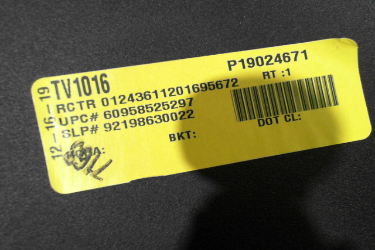 12-16-19
TV1016
P19024671
RCTR 01243611201695672
RT :1
UPC# 60958525297
SLP# 92198630022
BKT:
DOT CL: